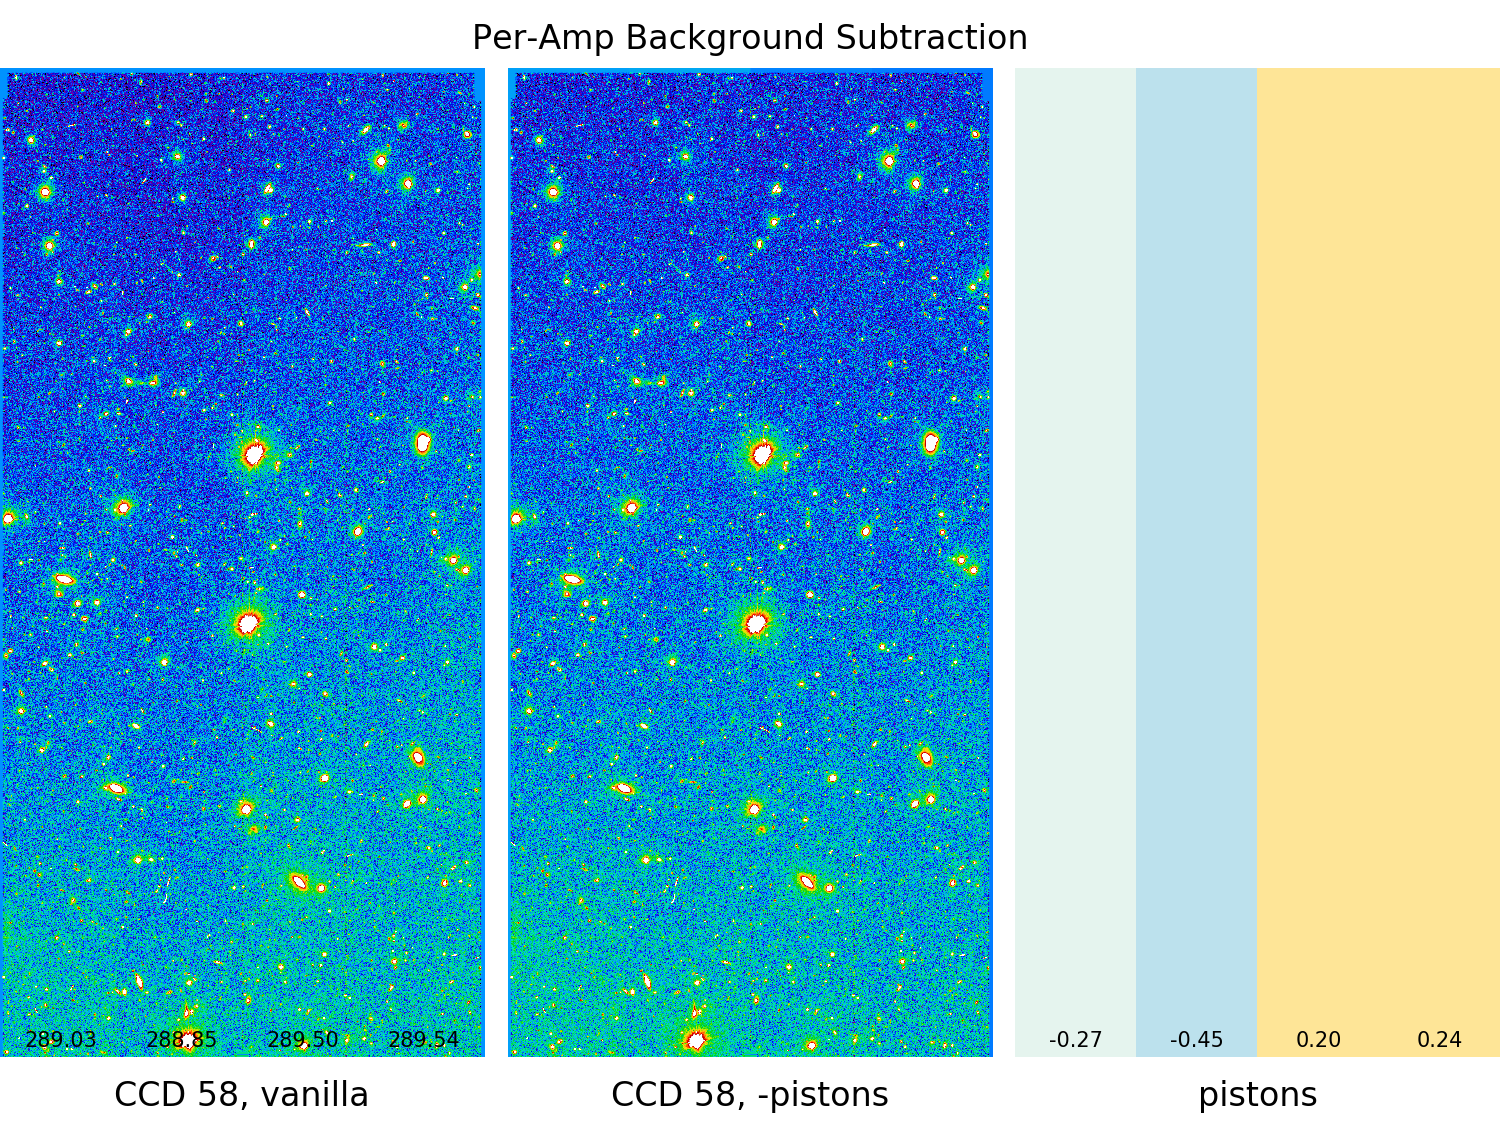 Per-Amp Background Subtraction
289.03 288.85 289.50 289.54
-0.27 -0.45 0.20 0.24
CCD 58, vanilla
CCD 58, -pistons
pistons